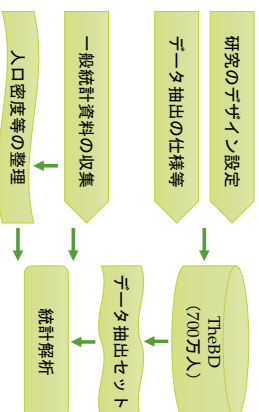 研究のデザイン設定
データ抽出の仕様等
一般統計資料の収集
人口密度等の整理
TheBD
(700万人)
データ抽出セット
統計解析